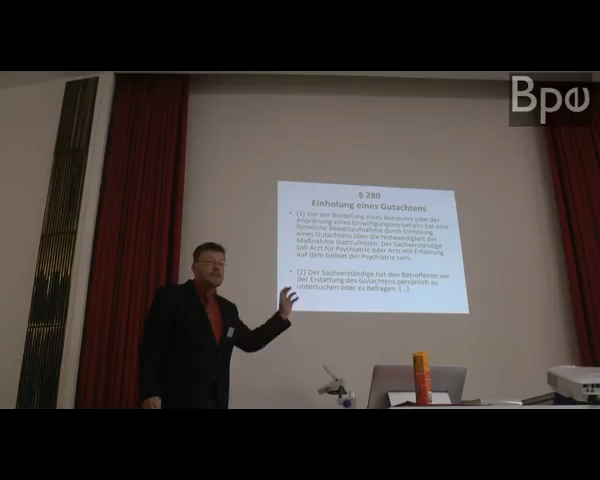 Bpe
§ 280
Einholung eines Gutachtens
• (1) Vor der Bestellung eines Betreuers oder der
Anordnung eines Einwilligungsvorbehalts hat eine
förmliche Beweisaufnahme durch Einholung
eines Gutachtens über die Notwendigkeit der
Maßnahme stattzufinden. Der Sachverständige
soll Arzt für Psychiatrie oder Arzt mit Erfahrung
auf dem Gebiet der Psychiatrie sein.
• (2) Der Sachverständige hat den Betroffenen vor
der Erstattung des Gutachtens persönlich zu
untersuchen oder zu befragen. [...]